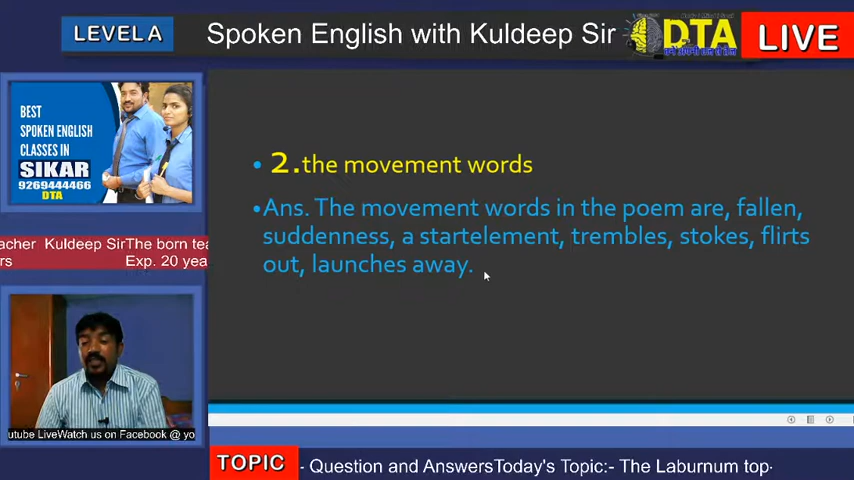 LEVEL A
Spoken English with Kuldeep Sir
DTA
LIVE
BEST
SPOKEN ENGLISH
CLASSES IN
SIKAR
9269444466
DTA
• 2.the movement words
•Ans. The movement words in the poem are, fallen,
suddenness, a startelement, trembles, stokes, flirts
out, launches away.
acher Kuldeep SirThe born tea
rs Exp. 20 yea
utube LiveWatch us on Facebook @ yo
TOPIC
- Question and AnswersToday's Topic:- The Laburnum top-